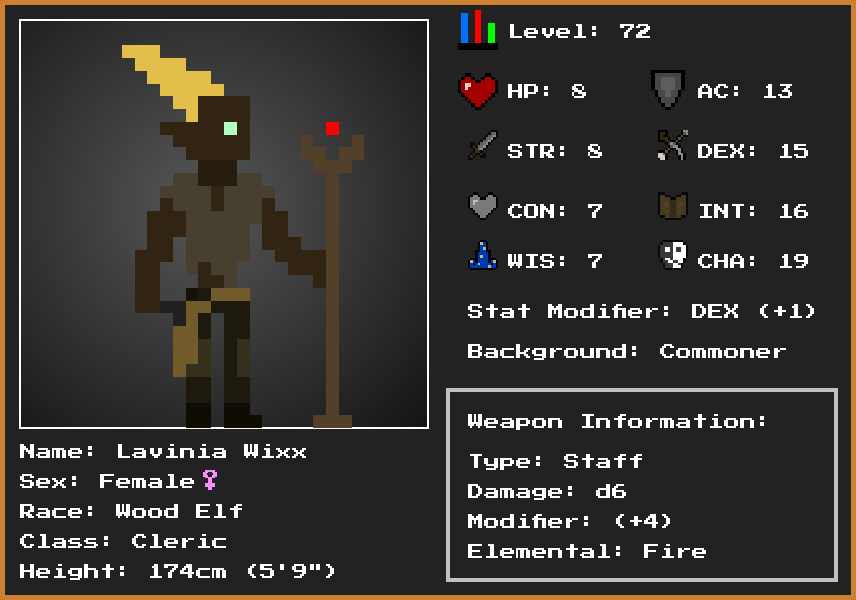 Level: 72
HP: 8
AC: 13
STR: 8
DEX: 15
CON: 7
INT: 16
WIS: 7
CHA: 19
Stat Modifier: DEX (+1)
Background: Commoner
Weapon Information:
Type: Staff
Damage: d6
Modifier: (+4)
Elemental: Fire
Name: Lavinia Wixx
Sex: Female♀
Race: Wood Elf
Class: Cleric
Height: 174cm (5'9")